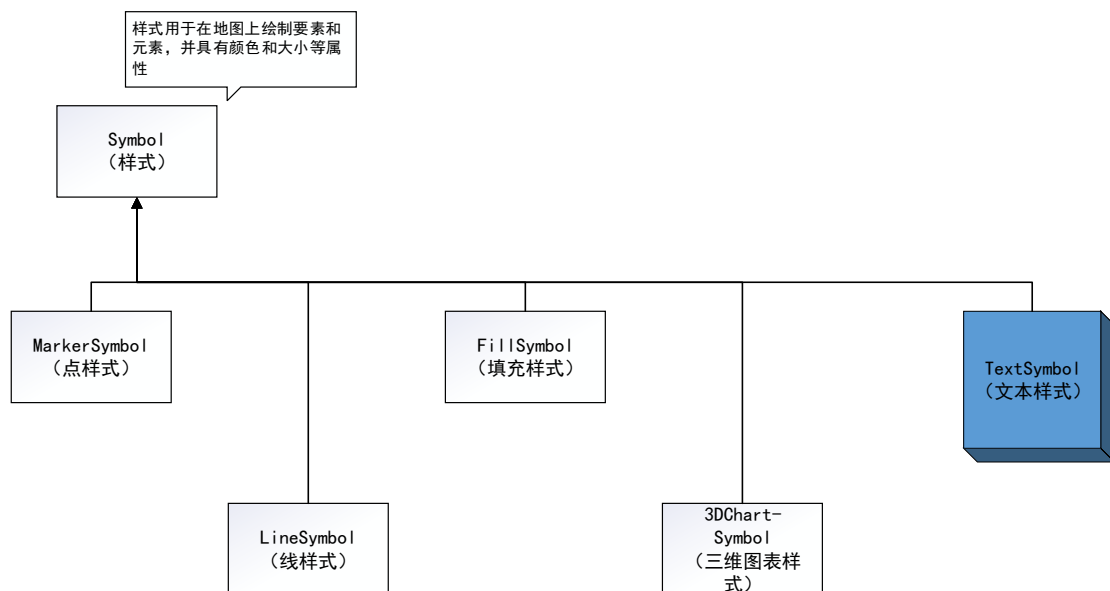 样式用于在地图上绘制要素和
元素，并具有颜色和大小等属
性
Symbol
（样式）
MarkerSymbol
（点样式）
FillSymbol
（填充样式）
TextSymbol
（文本样式）
LineSymbol
（线样式）
3DChart-
Symbol
（三维图表样
式）